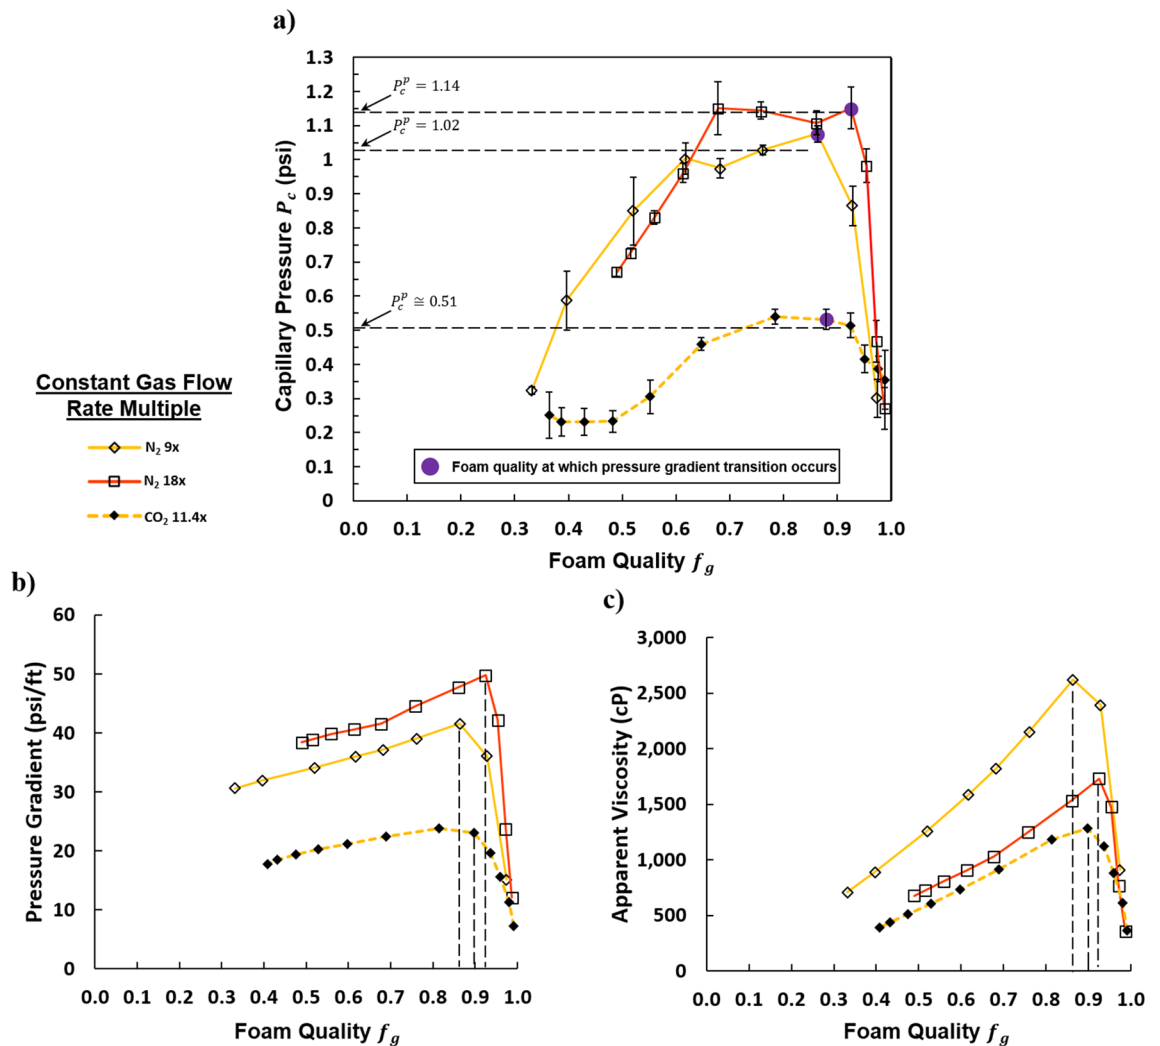 a)
1.3
1.2
1.1
1
0.9
0.8
0.7
0.6
0.5
0.4
0.3
0.2
0.1
0
Capillary Pressure P_c (psi)
P_c^p = 1.14
P_c^p = 1.02
P_c^p ≅ 0.51
Foam quality at which pressure gradient transition occurs
0.0 0.1 0.2 0.3 0.4 0.5 0.6 0.7 0.8 0.9 1.0
Foam Quality f_g
Constant Gas Flow
Rate Multiple
N₂ 9x
N₂ 18x
CO₂ 11.4x
b)
60
50
40
30
20
10
0
Pressure Gradient (psi/ft)
0.0 0.1 0.2 0.3 0.4 0.5 0.6 0.7 0.8 0.9 1.0
Foam Quality f_g
c)
3,000
2,500
2,000
1,500
1,000
500
0
Apparent Viscosity (cP)
0.0 0.1 0.2 0.3 0.4 0.5 0.6 0.7 0.8 0.9 1.0
Foam Quality f_g